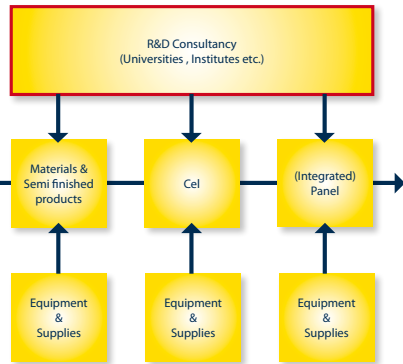 R&D Consultancy
(Universities , Institutes etc.)
Materials &
Semi finished
products
Cel
(Integrated)
Panel
Equipment
&
Supplies
Equipment
&
Supplies
Equipment
&
Supplies